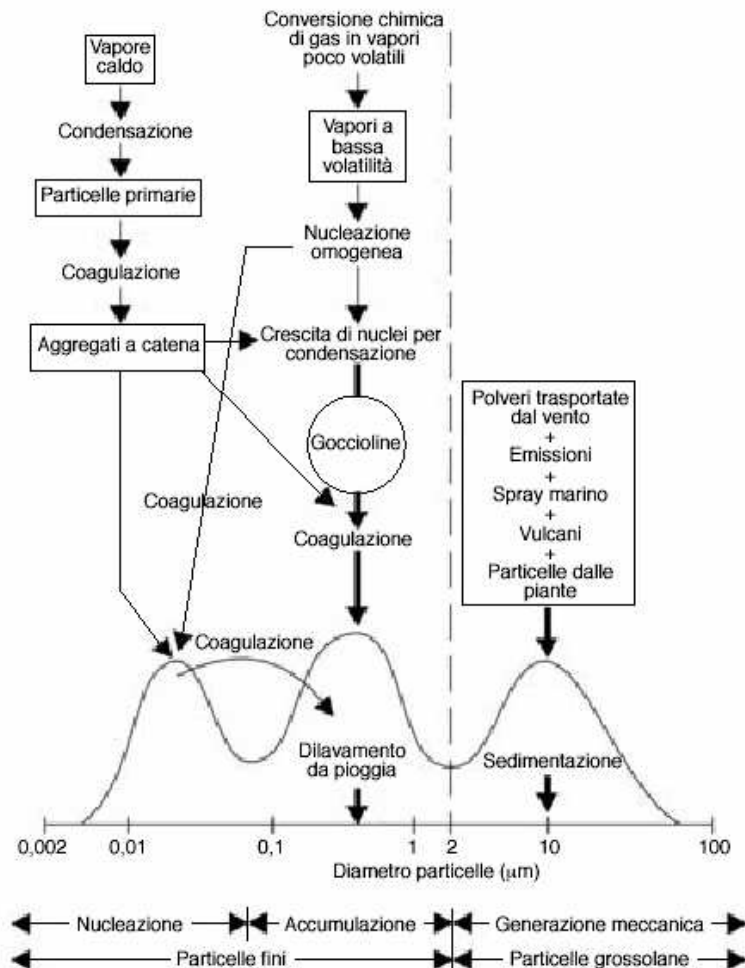 Vapore
caldo
Condensazione
Particelle primarie
Coagulazione
Aggregati a catena
Conversione chimica
di gas in vapori
poco volatili
Vapori a
bassa
volatilità
Nucleazione
omogenea
Crescita di nuclei per
condensazione
Goccioline
Coagulazione
Coagulazione
Coagulazione
Dilavamento
da pioggia
Polveri trasportate
dal vento
+
Emissioni
+
Spray marino
+
Vulcani
+
Particelle dalle
piante
Sedimentazione
0,002 0,01 0,1 1 2 10 100
Diametro particelle (μm)
Nucleazione Accumulazione Generazione meccanica
Particelle fini Particelle grossolane